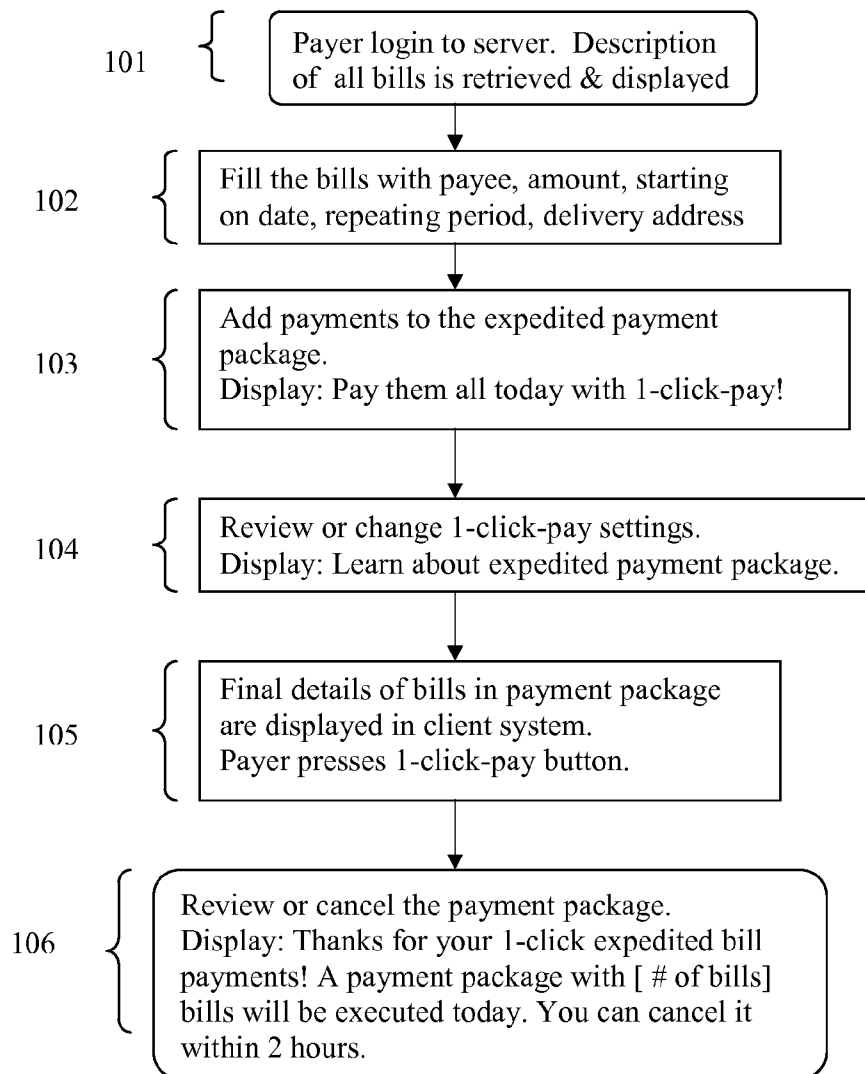 101
Payer login to server. Description
of all bills is retrieved & displayed
102
Fill the bills with payee, amount, starting
on date, repeating period, delivery address
103
Add payments to the expedited payment
package.
Display: Pay them all today with 1-click-pay!
104
Review or change 1-click-pay settings.
Display: Learn about expedited payment package.
105
Final details of bills in payment package
are displayed in client system.
Payer presses 1-click-pay button.
106
Review or cancel the payment package.
Display: Thanks for your 1-click expedited bill
payments! A payment package with [ # of bills]
bills will be executed today. You can cancel it
within 2 hours.